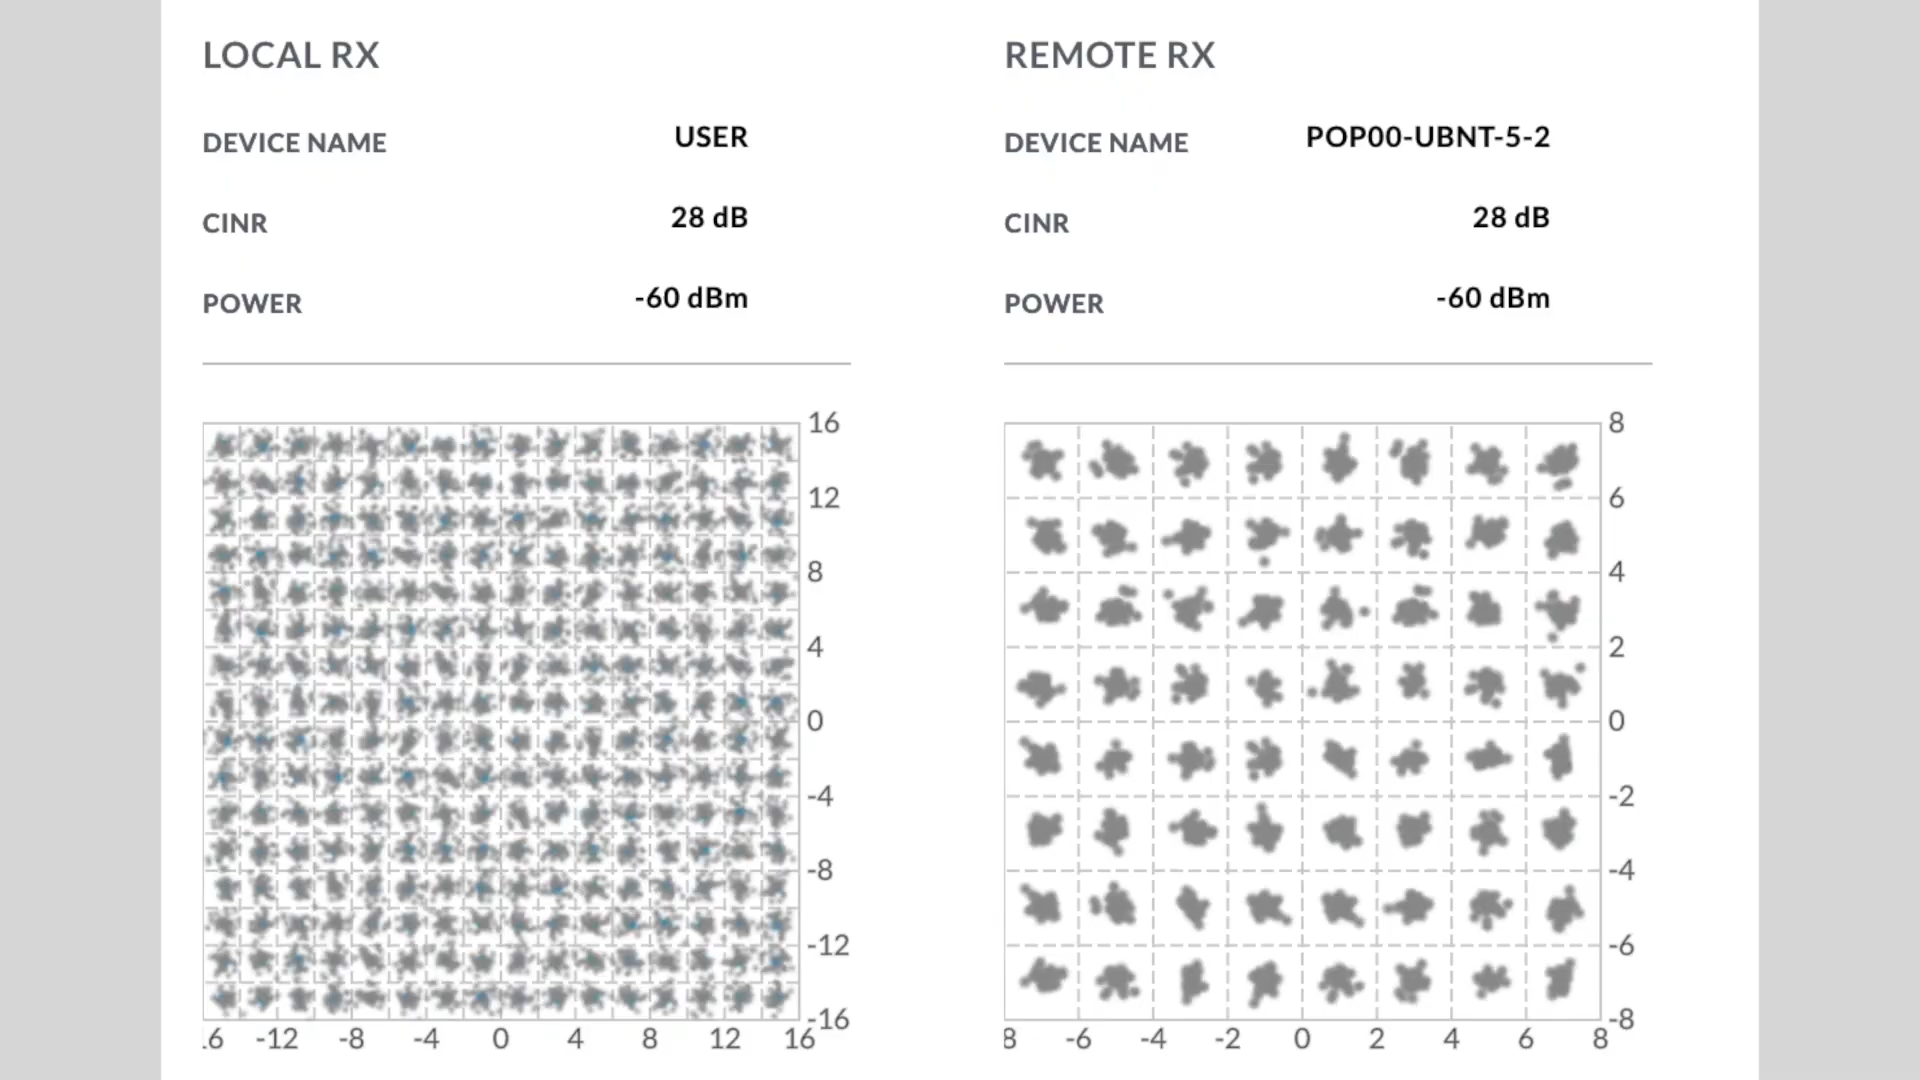 LOCAL RX
DEVICE NAME USER
CINR 28 dB
POWER -60 dBm
16
12
8
4
0
-4
-8
-12
-16
.6 -12 -8 -4 0 4 8 12 16
REMOTE RX
DEVICE NAME POP00-UBNT-5-2
CINR 28 dB
POWER -60 dBm
8
6
4
2
0
-2
-4
-6
-8
8 -6 -4 -2 0 2 4 6 8